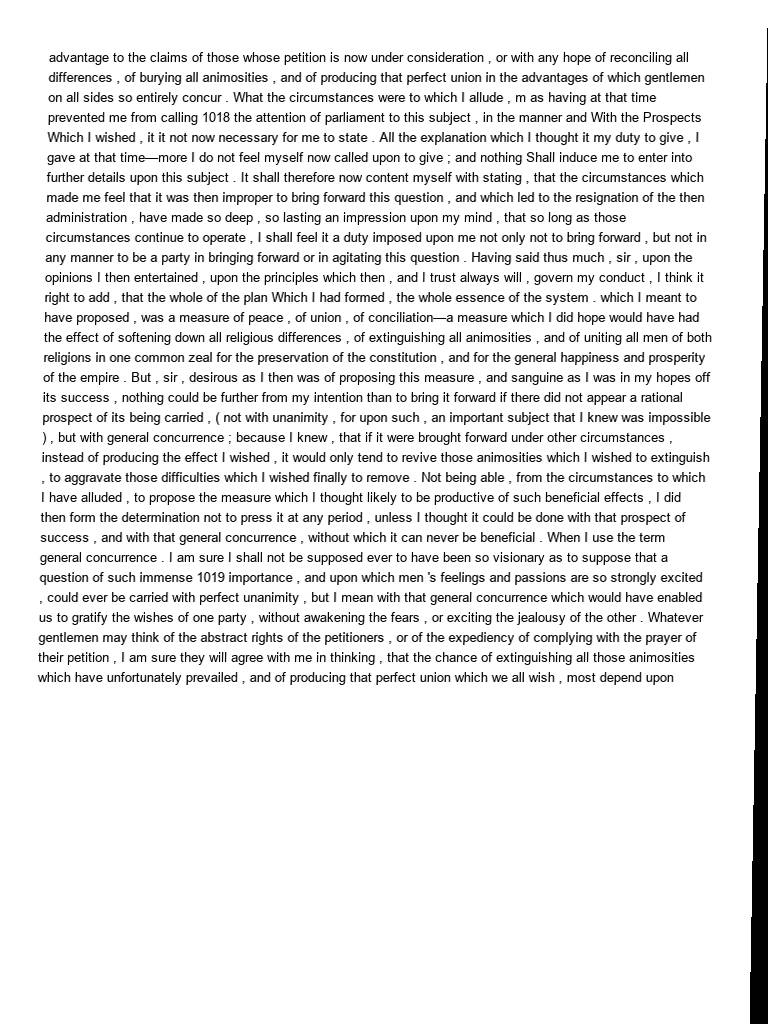 advantage to the claims of those whose petition is now under consideration , or with any hope of reconciling all
differences , of burying all animosities , and of producing that perfect union in the advantages of which gentlemen
on all sides so entirely concur . What the circumstances were to which I allude , m as having at that time
prevented me from calling 1018 the attention of parliament to this subject , in the manner and With the Prospects
Which I wished , it it not now necessary for me to state . All the explanation which I thought it my duty to give , I
gave at that time—more I do not feel myself now called upon to give ; and nothing Shall induce me to enter into
further details upon this subject . It shall therefore now content myself with stating , that the circumstances which
made me feel that it was then improper to bring forward this question , and which led to the resignation of the then
administration , have made so deep , so lasting an impression upon my mind , that so long as those
circumstances continue to operate , I shall feel it a duty imposed upon me not only not to bring forward , but not in
any manner to be a party in bringing forward or in agitating this question . Having said thus much , sir , upon the
opinions I then entertained , upon the principles which then , and I trust always will , govern my conduct , I think it
right to add , that the whole of the plan Which I had formed , the whole essence of the system . which I meant to
have proposed , was a measure of peace , of union , of conciliation—a measure which I did hope would have had
the effect of softening down all religious differences , of extinguishing all animosities , and of uniting all men of both
religions in one common zeal for the preservation of the constitution , and for the general happiness and prosperity
of the empire . But , sir , desirous as I then was of proposing this measure , and sanguine as I was in my hopes off
its success , nothing could be further from my intention than to bring it forward if there did not appear a rational
prospect of its being carried , ( not with unanimity , for upon such , an important subject that I knew was impossible
) , but with general concurrence ; because I knew , that if it were brought forward under other circumstances ,
instead of producing the effect I wished , it would only tend to revive those animosities which I wished to extinguish
, to aggravate those difficulties which I wished finally to remove . Not being able , from the circumstances to which
I have alluded , to propose the measure which I thought likely to be productive of such beneficial effects , I did
then form the determination not to press it at any period , unless I thought it could be done with that prospect of
success , and with that general concurrence , without which it can never be beneficial . When I use the term
general concurrence . I am sure I shall not be supposed ever to have been so visionary as to suppose that a
question of such immense 1019 importance , and upon which men 's feelings and passions are so strongly excited
, could ever be carried with perfect unanimity , but I mean with that general concurrence which would have enabled
us to gratify the wishes of one party , without awakening the fears , or exciting the jealousy of the other . Whatever
gentlemen may think of the abstract rights of the petitioners , or of the expediency of complying with the prayer of
their petition , I am sure they will agree with me in thinking , that the chance of extinguishing all those animosities
which have unfortunately prevailed , and of producing that perfect union which we all wish , most depend upon